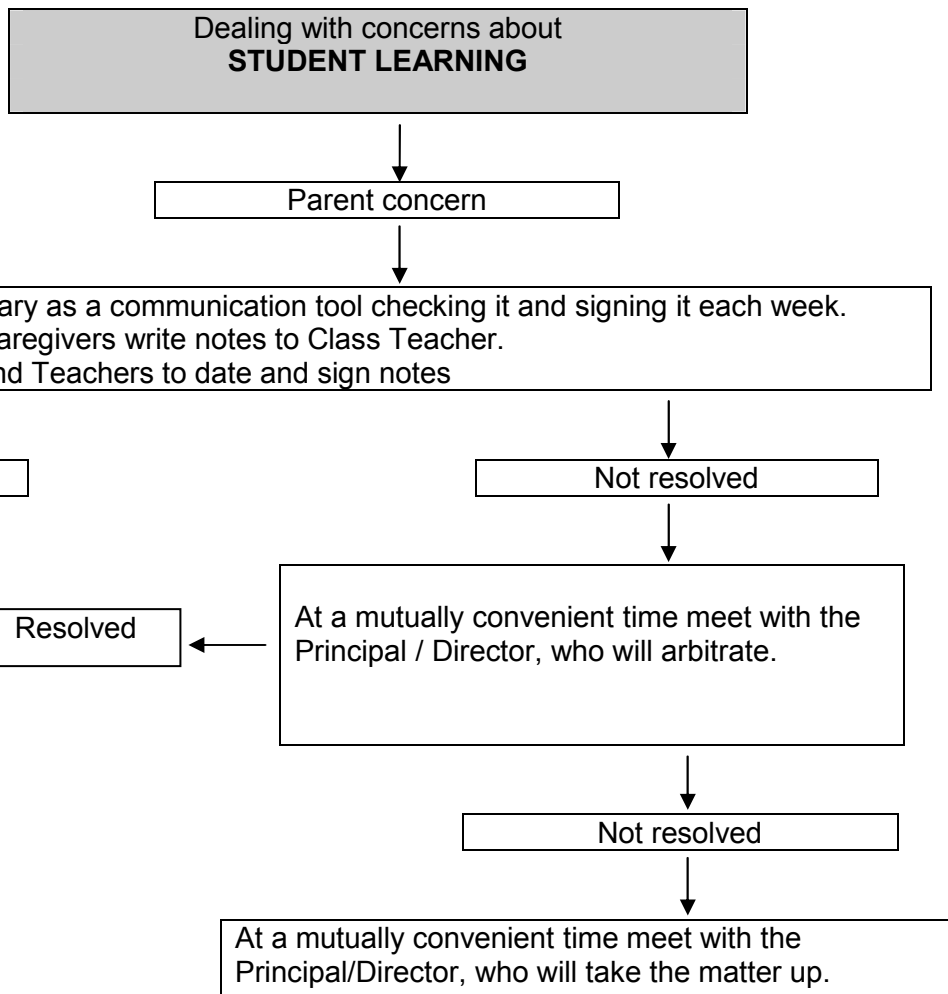 Dealing with concerns about
STUDENT LEARNING
Parent concern
as a communication tool checking it and signing it each week.
write notes to Class Teacher.
Teachers to date and sign notes
Not resolved
At a mutually convenient time meet with the
Principal / Director, who will arbitrate.
Resolved
Not resolved
At a mutually convenient time meet with the
Principal/Director, who will take the matter up.